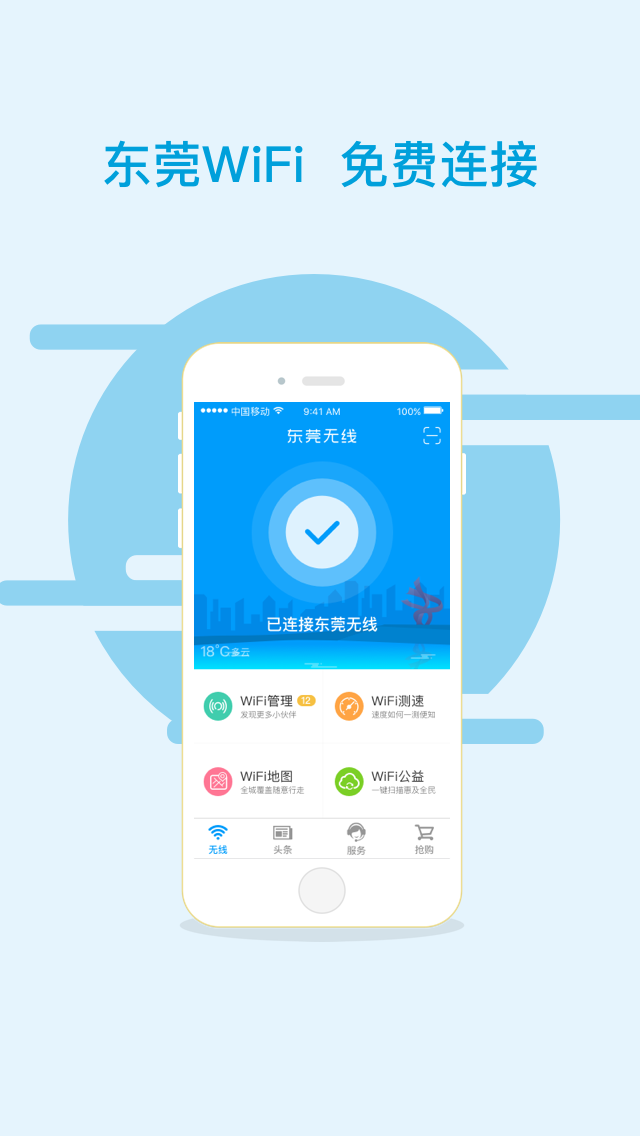 东莞WiFi 免费连接
中国移动 9:41 AM 100%
东莞无线
已连接东莞无线
18°C多云
WiFi管理 12
发现更多小伙伴
WiFi测速
速度如何一测便知
WiFi地图
全域覆盖随意行走
WiFi公益
一键扫描惠及全民
无线 头条 服务 抢购